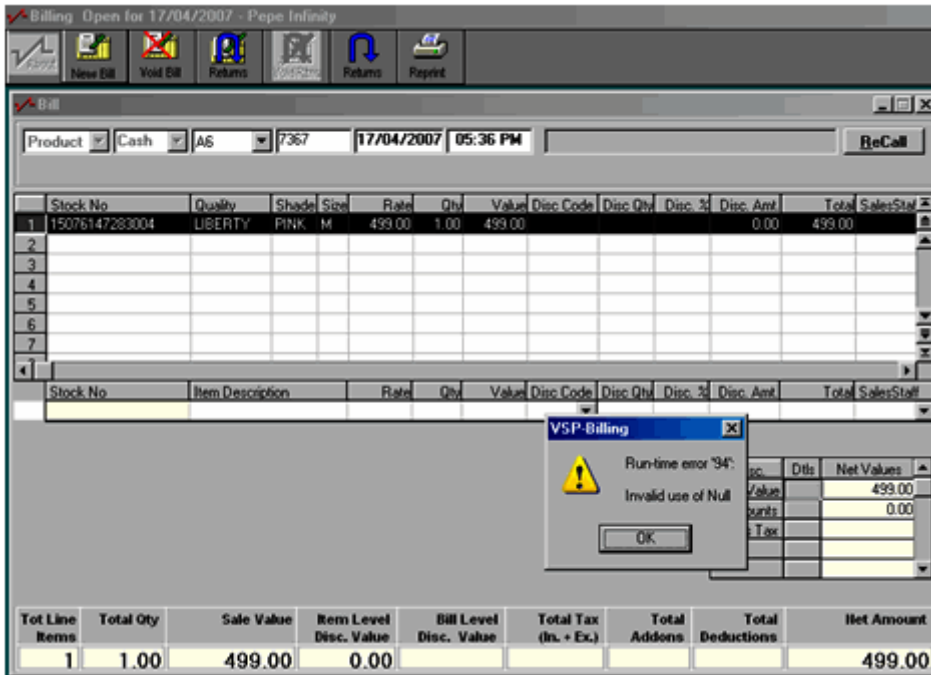 Billing Open for 17/04/2007 - Pepe Infinity
About New Bill Void Bill Returns Returns Reprint
Bill
Product Cash A6 7367 17/04/2007 05:36 PM ReCall
Stock No Quality Shade Size Rate Qty Value Disc Code Disc Qty Disc. % Disc. Amt. Total SalesStaff
1 15076147283004 LIBERTY PINK M 499.00 1.00 499.00 0.00 499.00
2
3
4
5
6
7
Stock No Item Description Rate Qty Value Disc Code Disc Qty Disc. % Disc. Amt. Total SalesStaff
VSP-Billing
Run-time error '94':
Invalid use of Null
OK
sc. Dtls Net Values
Value 499.00
ounts 0.00
s Tax
Tot Line Items Total Qty Sale Value Item Level Disc. Value Bill Level Disc. Value Total Tax (In. + Ex.) Total Addons Total Deductions Net Amount
1 1.00 499.00 0.00 499.00